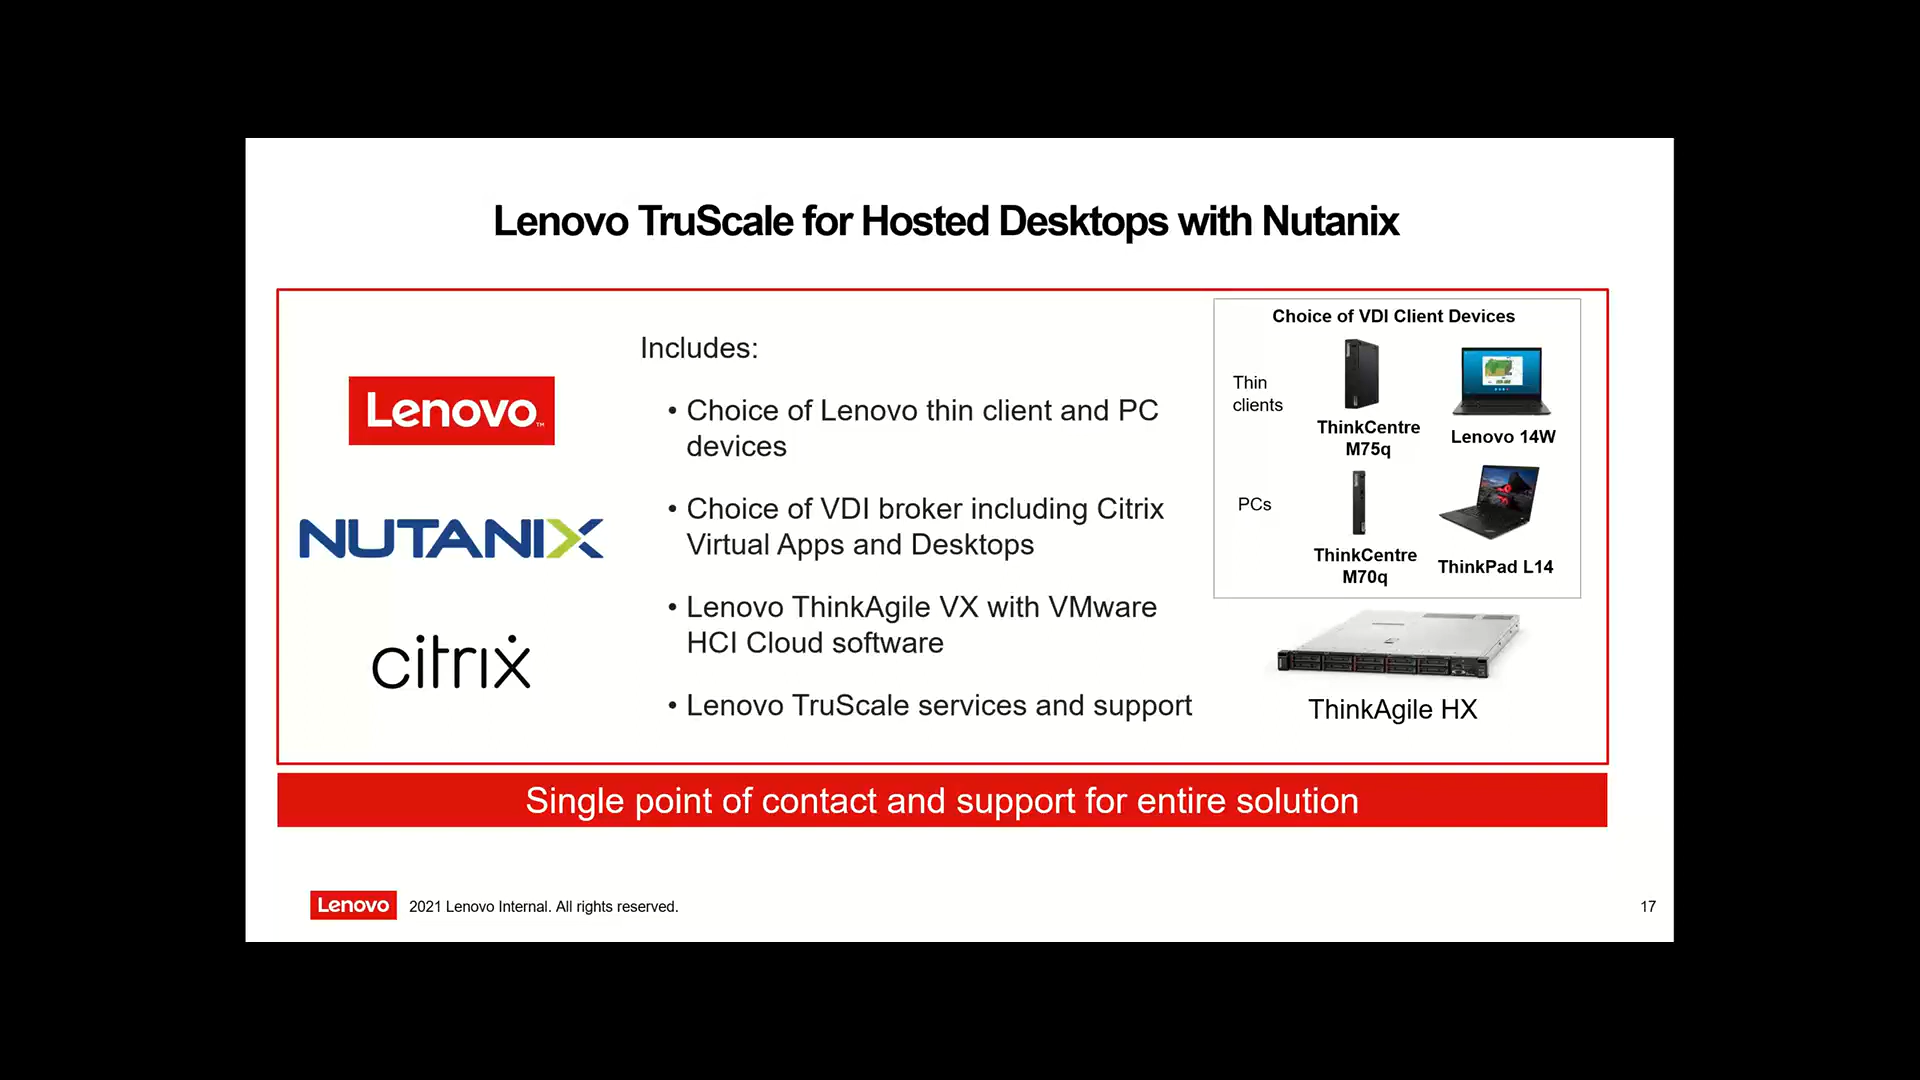 Lenovo TruScale for Hosted Desktops with Nutanix
Lenovo™
NUTANIX
citrix
Includes:
• Choice of Lenovo thin client and PC
devices
• Choice of VDI broker including Citrix
Virtual Apps and Desktops
• Lenovo ThinkAgile VX with VMware
HCI Cloud software
• Lenovo TruScale services and support
Choice of VDI Client Devices
Thin
clients
ThinkCentre
M75q
Lenovo 14W
PCs
ThinkCentre
M70q
ThinkPad L14
ThinkAgile HX
Single point of contact and support for entire solution
Lenovo
2021 Lenovo Internal. All rights reserved.
17